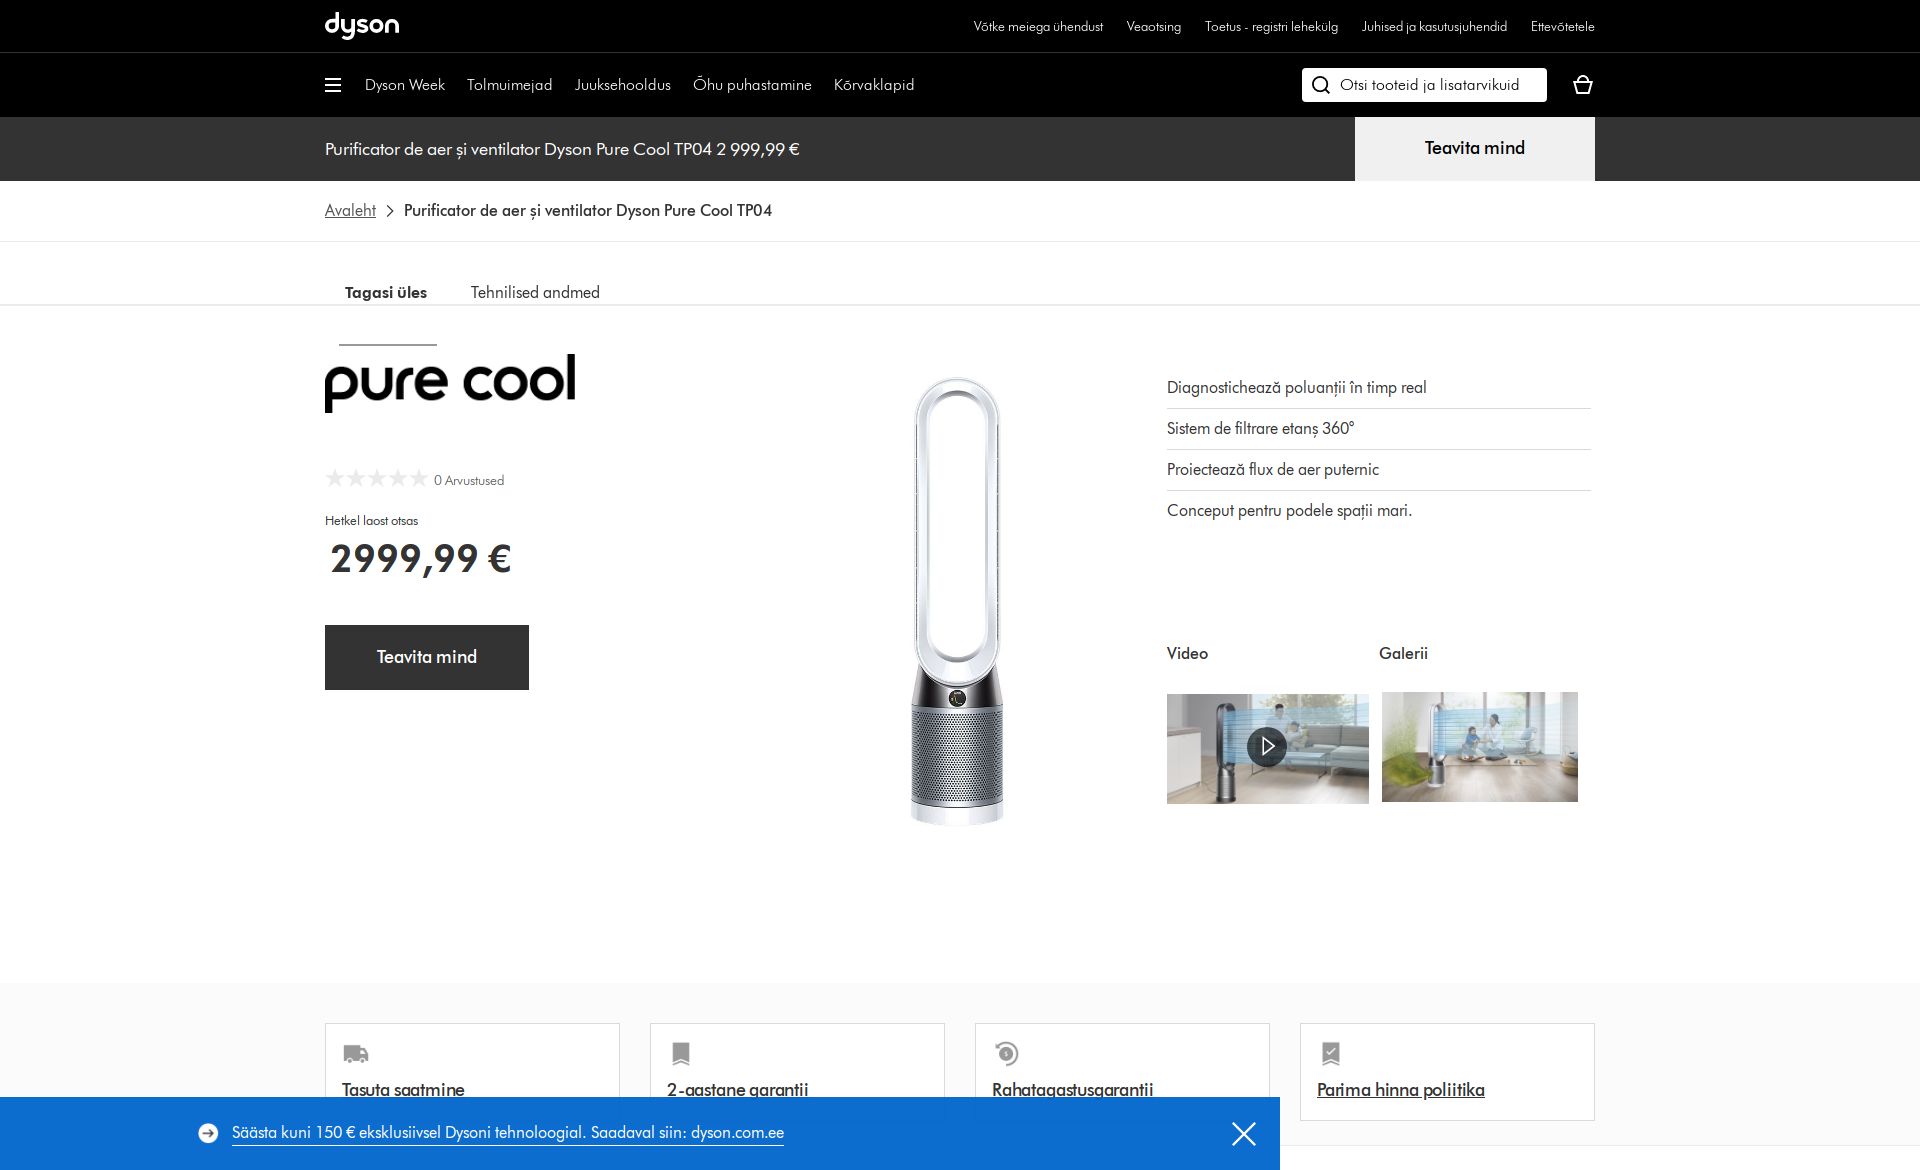 dyson
Võtke meiega ühendust
Veaotsing
Toetus - registri lehekülg
Juhised ja kasutusjuhendid
Ettevõtetele
Dyson Week
Tolmuimejad
Juuksehooldus
Õhu puhastamine
Kõrvaklapid
Otsi tooteid ja lisatarvikuid
Purificator de aer și ventilator Dyson Pure Cool TP04 2 999,99 €
Teavita mind
Avaleht
Purificator de aer și ventilator Dyson Pure Cool TP04
Tagasi üles
Tehnilised andmed
pure cool
0 Arvustused
Hetkel laost otsas
2999,99 €
Teavita mind
Diagnostichează poluanții în timp real
Sistem de filtrare etanș 360°
Proiectează flux de aer puternic
Conceput pentru podele spații mari.
Video
Galerii
Tasuta saatmine
2-aastane garantii
Rahatagastusgarantii
Parima hinna poliitika
Säästa kuni 150 € eksklusiivsel Dysoni tehnoloogial. Saadaval siin: dyson.com.ee